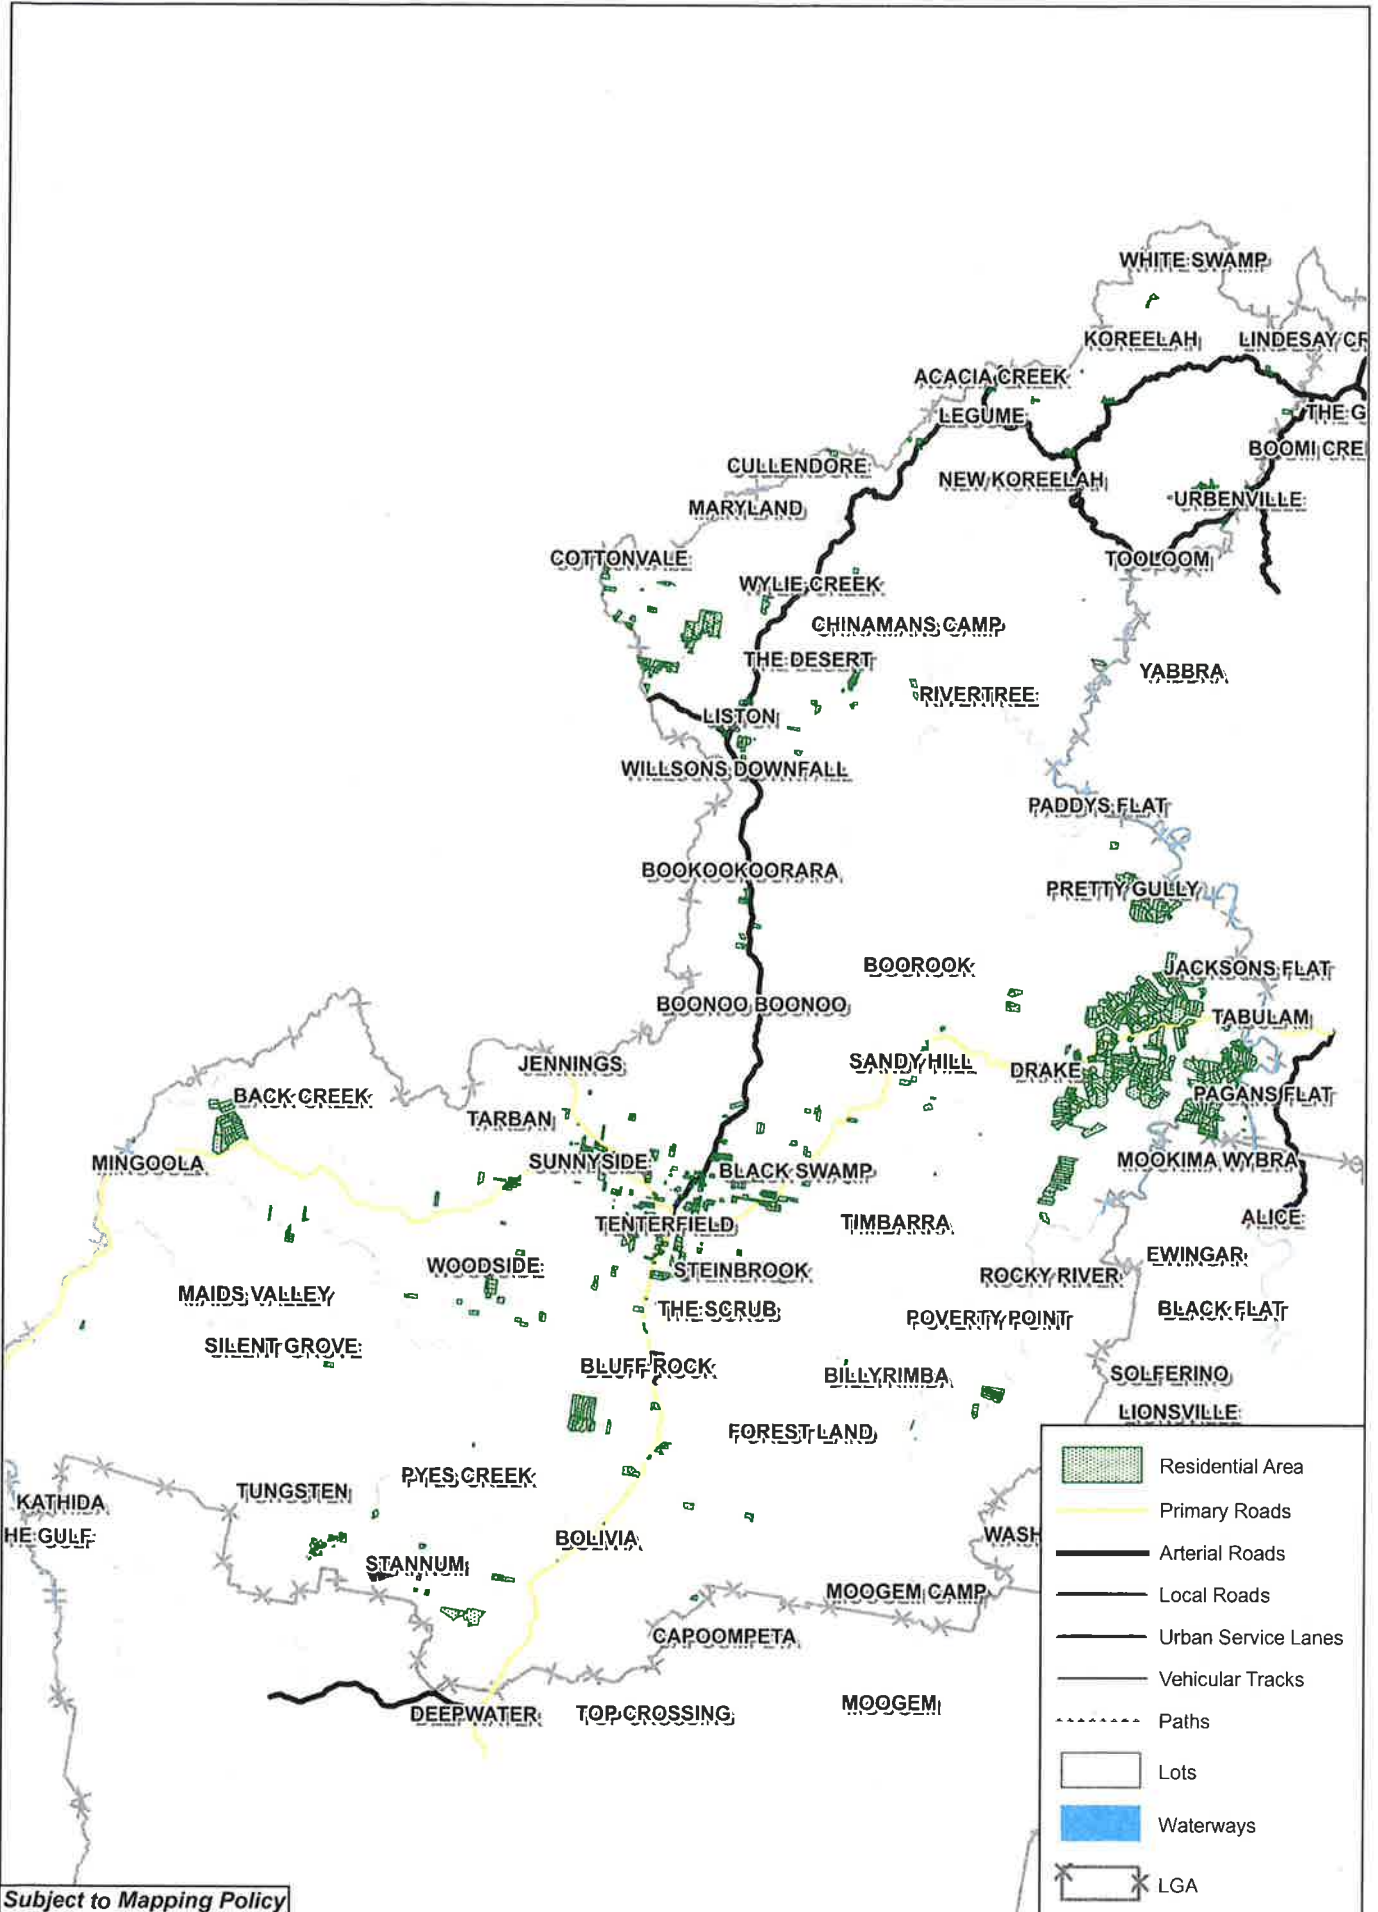 WHITE SWAMP
KOREELAH
LINDESAY CR
ACACIA CREEK
LEGUME
THE G
BOOMI CRE
CULLENDORE
NEW KOREELAH
MARYLAND
URBENVILLE
COTTONVALE
TOOLOOM
WYLIE CREEK
CHINAMANS CAMP
THE DESERT
YABBRA
RIVERTREE
LISTON
WILLSONS DOWNFALL
PADDYS FLAT
BOOKOOKOORARA
PRETTY GULLY
BOOROOK
JACKSONS FLAT
BOONOO BOONOO
TABULAM
JENNINGS
SANDY HILL
DRAKE
BACK CREEK
PAGANS FLAT
TARBAN
MINGOOLA
SUNNYSIDE
BLACK SWAMP
MOOKIMA WYBRA
TENTERFIELD
TIMBARRA
ALICE
WOODSIDE
STEINBROOK
EWINGAR
ROCKY RIVER
MAIDS VALLEY
THE SCRUB
POVERTY POINT
BLACK FLAT
SILENT GROVE
BLUFF ROCK
BILLYRIMBA
SOLFERINO
LIONSVILLE
FOREST LAND
PYES CREEK
TUNGSTEN
KATHIDA
HE GULF
BOLIVIA
WASH
STANNUM
MOOGEM CAMP
CAPOOMPETA
DEEPWATER
TOP CROSSING
MOOGEM
Residential Area
Primary Roads
Arterial Roads
Local Roads
Urban Service Lanes
Vehicular Tracks
Paths
Lots
Waterways
LGA
Subject to Mapping Policy